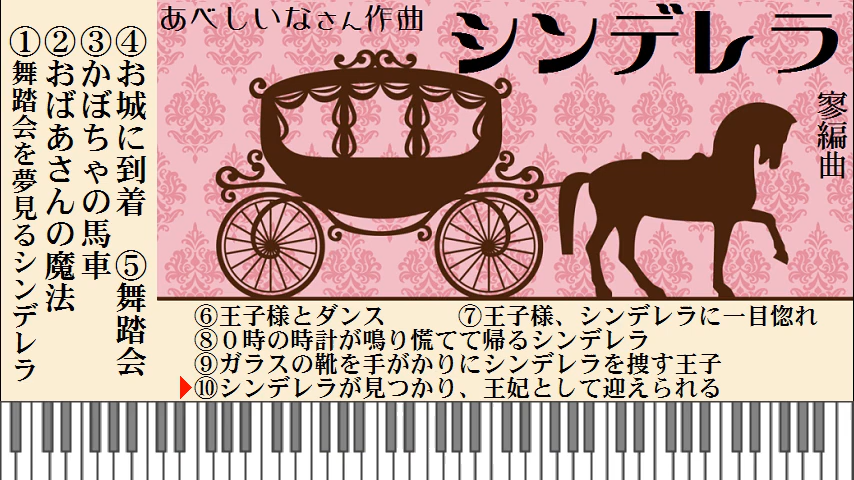 あべしいなさん作曲
シンデレラ
寥編曲
①舞踏会を夢見るシンデレラ
②おばあさんの魔法
③かぼちゃの馬車
④お城に到着 ⑤舞踏会
⑥王子様とダンス ⑦王子様、シンデレラに一目惚れ
⑧0時の時計が鳴り慌てて帰るシンデレラ
⑨ガラスの靴を手がかりにシンデレラを捜す王子
⑩シンデレラが見つかり、王妃として迎えられる